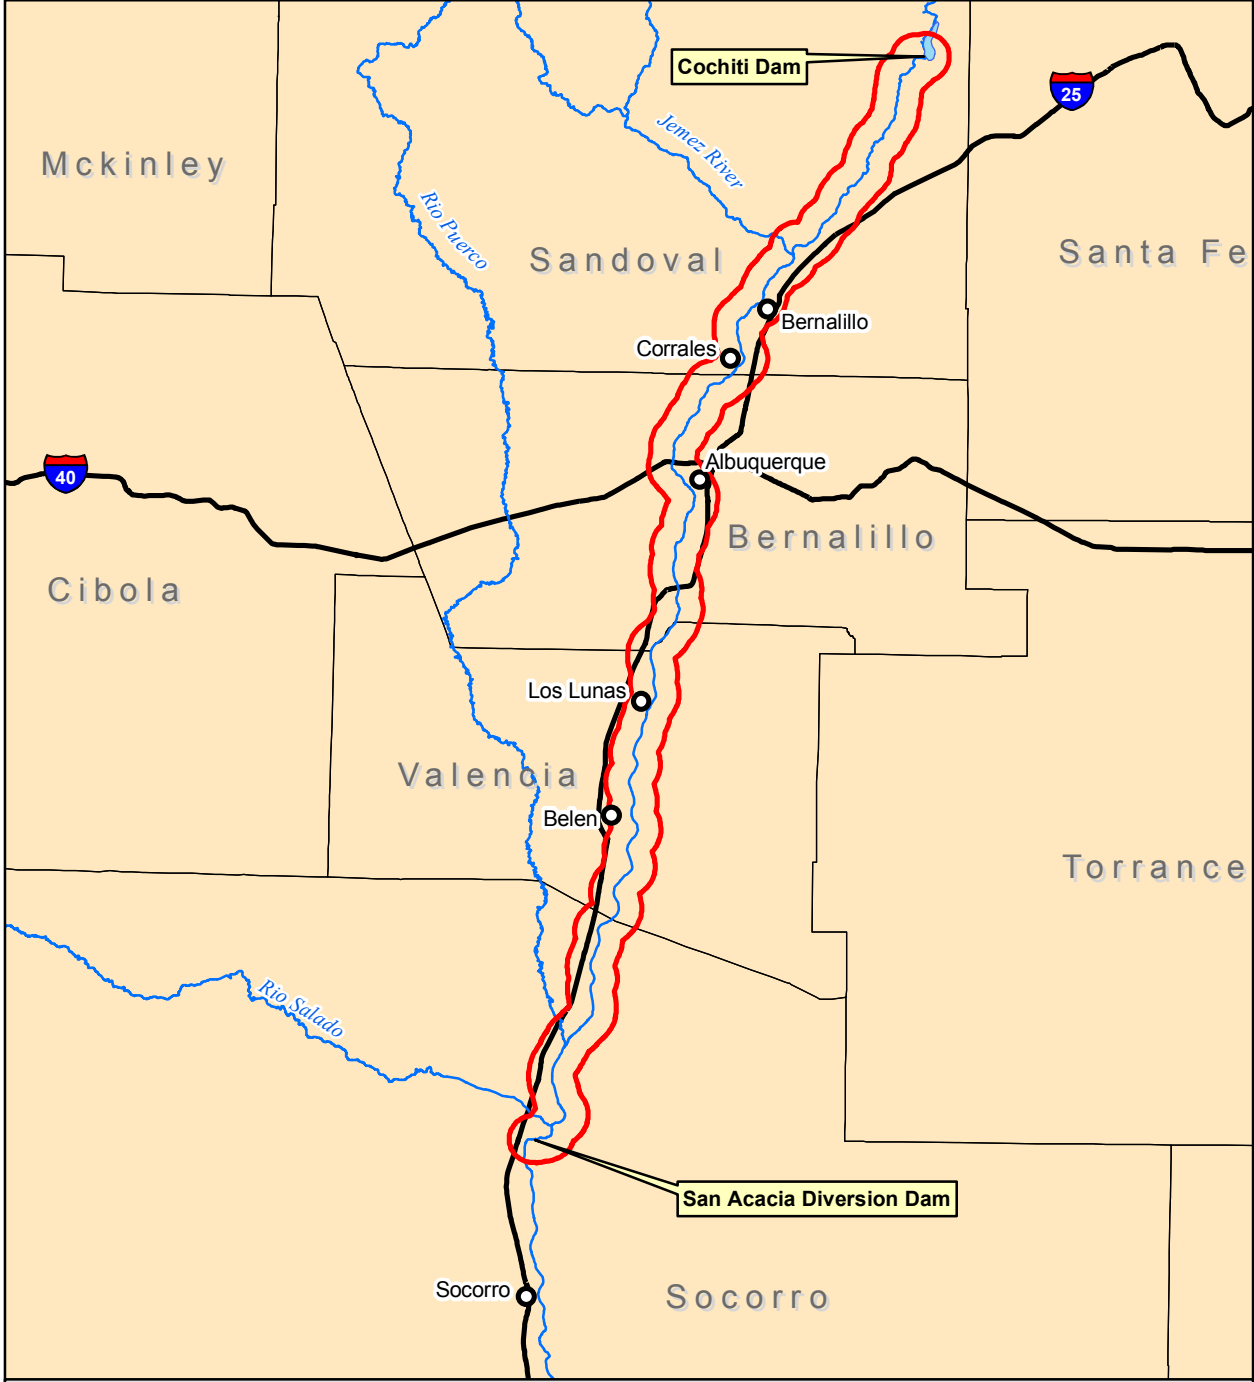 Cochiti Dam
25
Jemez River
Mckinley
Rio Puerco
Sandoval
Santa Fe
Bernalillo
Corrales
Albuquerque
40
Bernalillo
Cibola
Los Lunas
Valencia
Belen
Torrance
Rio Salado
San Acacia Diversion Dam
Socorro
Socorro